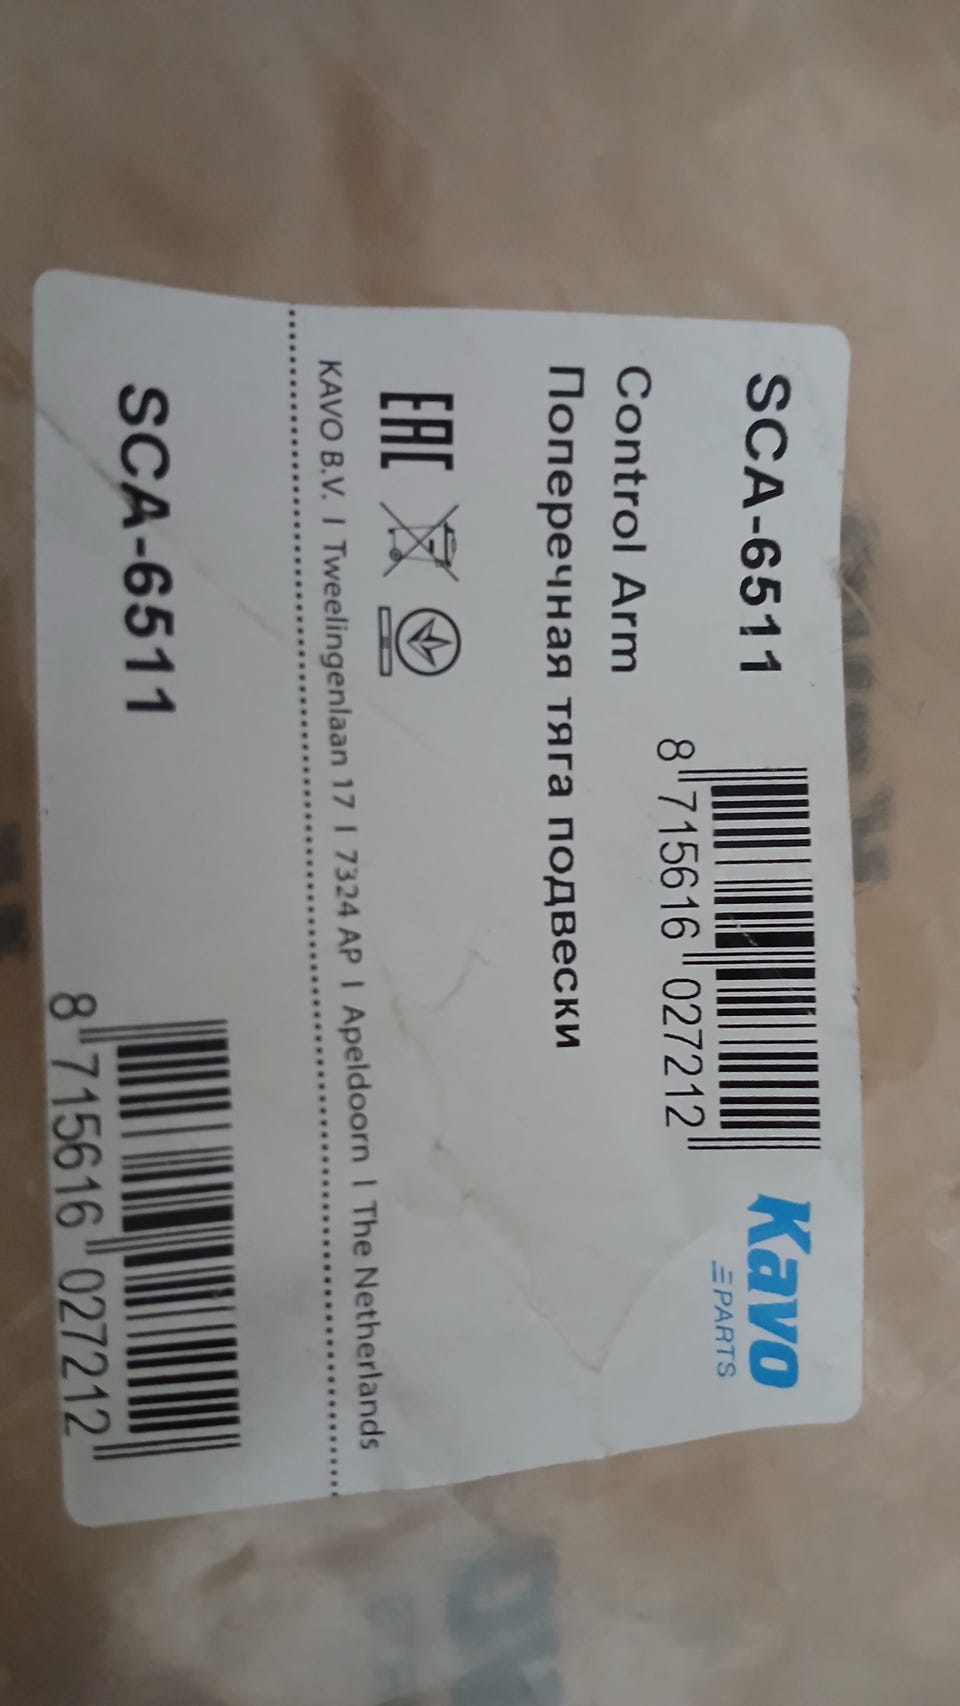 SCA-6511
8 715616 027212
Kavo
PARTS
Control Arm
Поперечная тяга подвески
EAC
KAVO B.V. I Tweelingenlaan 17 I 7324 AP I Apeldoorn I The Netherlands
SCA-6511
8 715616 027212